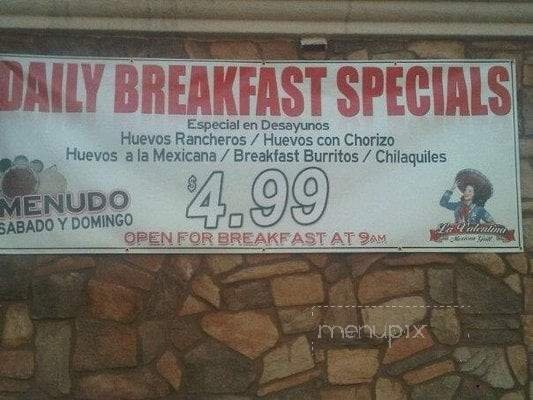 DAILY BREAKFAST SPECIALS
Especial en Desayunos
Huevos Rancheros / Huevos con Chorizo
Huevos a la Mexicana / Breakfast Burritos / Chilaquiles
$4.99
MENUDO
SABADO Y DOMINGO
OPEN FOR BREAKFAST AT 9AM
La Valentina
Mexican Grill
menupix